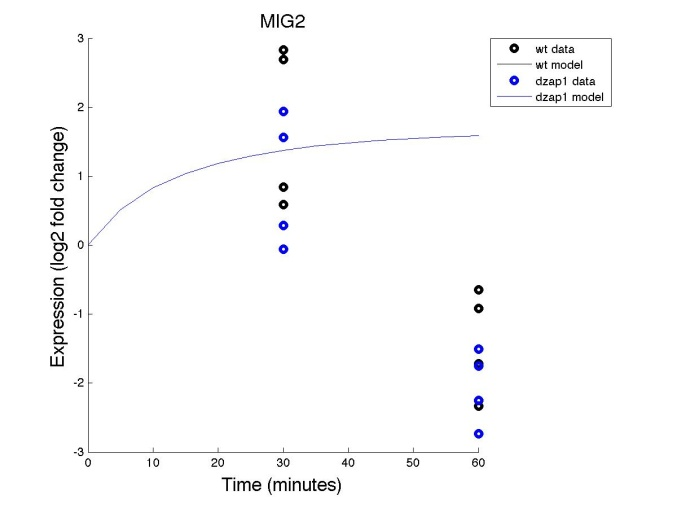 MIG2
3
2
1
0
-1
-2
-3
Expression (log2 fold change)
0
10
20
30
40
50
60
Time (minutes)
wt data
wt model
dzap1 data
dzap1 model